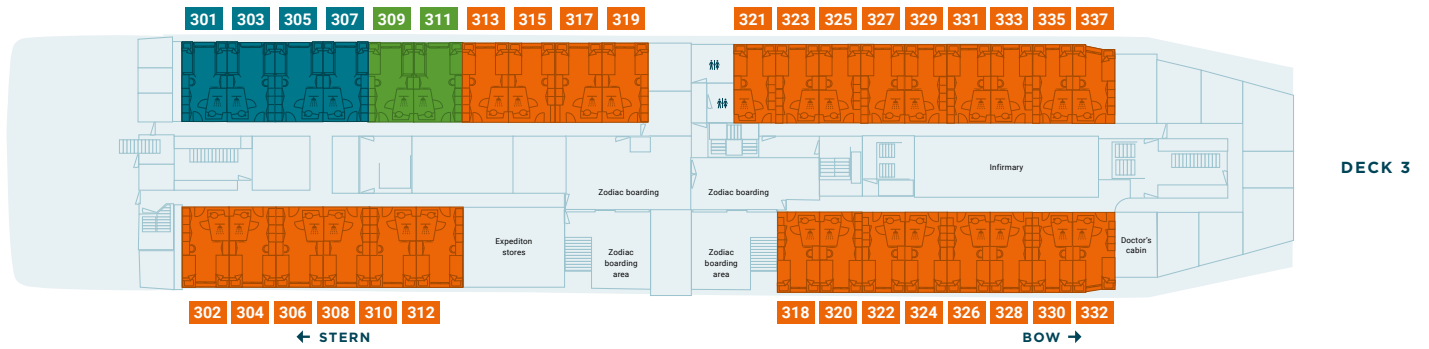 301 303 305 307 309 311 313 315 317 319 321 323 325 327 329 331 333 335 337
Infirmary
DECK 3
Zodiac boarding
Zodiac boarding
Expediton
stores
Zodiac
boarding
area
Zodiac
boarding
area
Doctor's
cabin
302 304 306 308 310 312 318 320 322 324 326 328 330 332
← STERN
BOW →